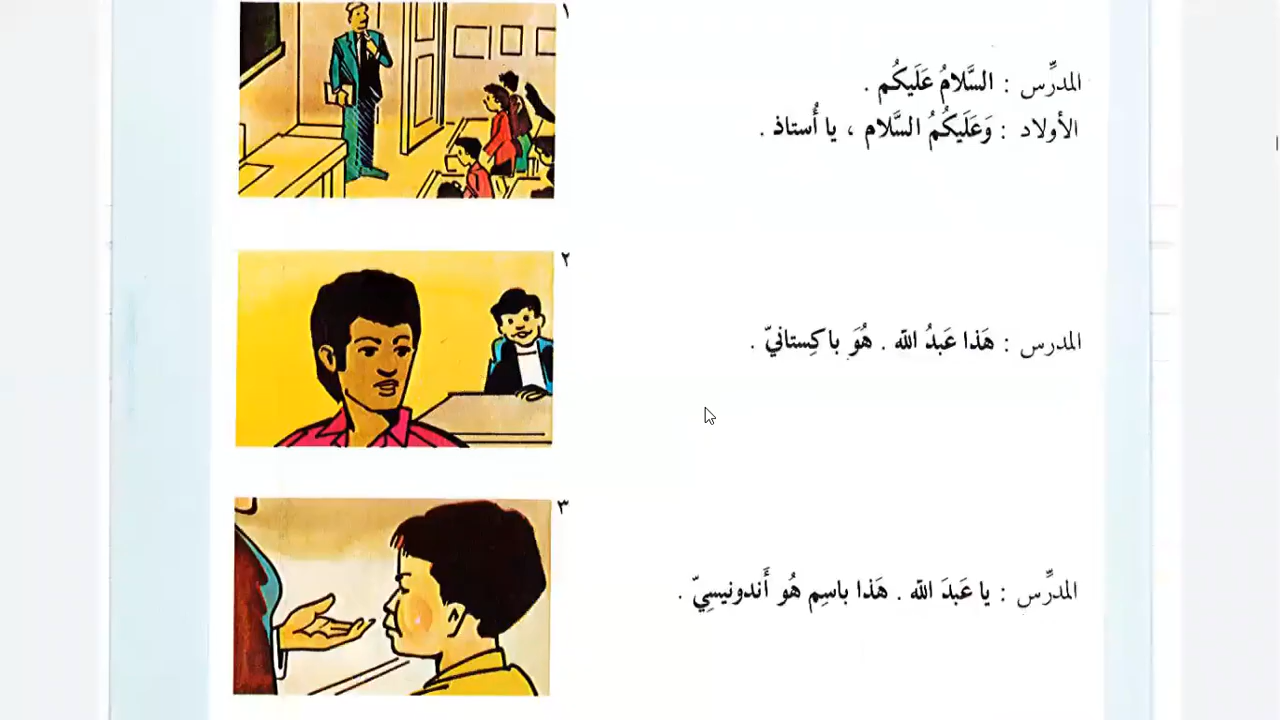 ١
المدرِّس : السَّلامُ عَلَيكُم .
الأولاد : وَعَلَيكُمُ السَّلام ، يا أُستاذ .
٢
المدرس : هَذا عَبدُ الله . هُوَ باكِستانيّ .
٣
المدرِّس : يا عَبدَ الله . هَذا باسِم هُو أَندونيسِيّ .